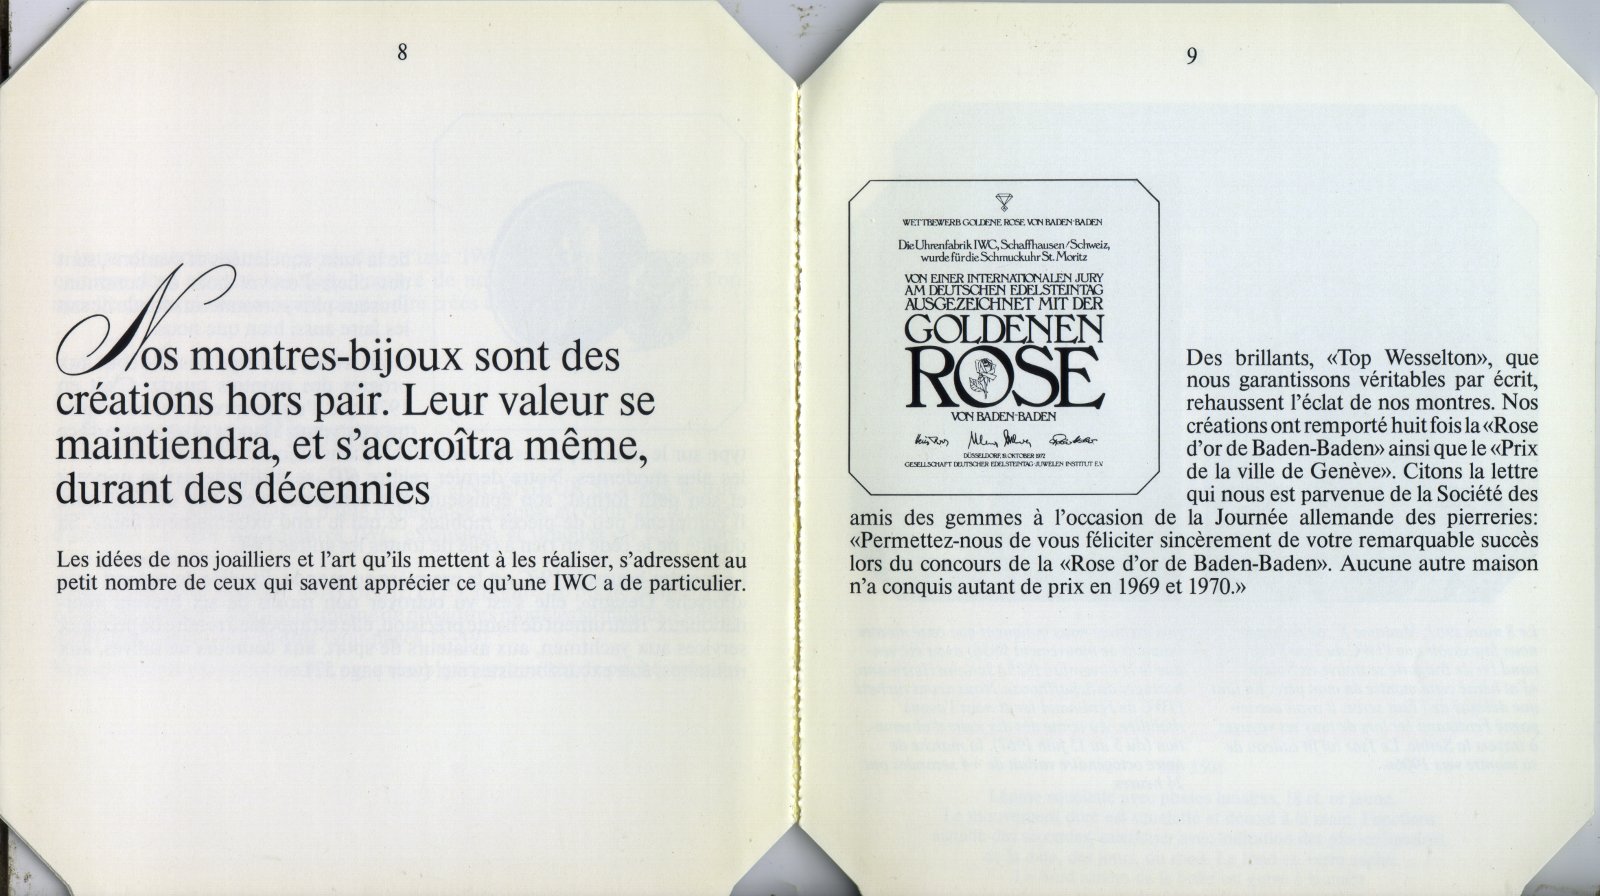 8
Nos montres-bijoux sont des
créations hors pair. Leur valeur se
maintiendra, et s’accroîtra même,
durant des décennies
Les idées de nos joailliers et l’art qu’ils mettent à les réaliser, s’adressent au
petit nombre de ceux qui savent apprécier ce qu’une IWC a de particulier.
9
WETTBEWERB GOLDENE ROSE VON BADEN-BADEN
Die Uhrenfabrik IWC, Schaffhausen/Schweiz,
wurde für die Schmuckuhr St. Moritz
VON EINER INTERNATIONALEN JURY
AM DEUTSCHEN EDELSTEINTAG
AUSGEZEICHNET MIT DER
GOLDENEN
ROSE
VON BADEN-BADEN
DÜSSELDORF, 19. OKTOBER 1972
GESELLSCHAFT DEUTSCHER EDELSTEINTAG JUWELEN INSTITUT E.V.
Des brillants, «Top Wesselton», que
nous garantissons véritables par écrit,
rehaussent l’éclat de nos montres. Nos
créations ont remporté huit fois la «Rose
d’or de Baden-Baden» ainsi que le «Prix
de la ville de Genève». Citons la lettre
qui nous est parvenue de la Société des
amis des gemmes à l’occasion de la Journée allemande des pierreries:
«Permettez-nous de vous féliciter sincèrement de votre remarquable succès
lors du concours de la «Rose d’or de Baden-Baden». Aucune autre maison
n’a conquis autant de prix en 1969 et 1970.»